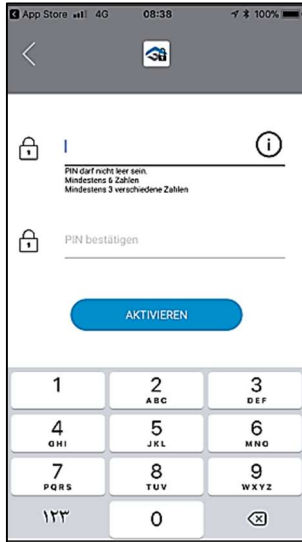 App Store 4G 08:38 100%
PIN darf nicht leer sein.
Mindestens 6 Zahlen
Mindestens 3 verschiedene Zahlen
PIN bestätigen
AKTIVIEREN
1 2 3
ABC DEF
4 5 6
GHI JKL MNO
7 8 9
PQRS TUV WXYZ
١٢٣ 0